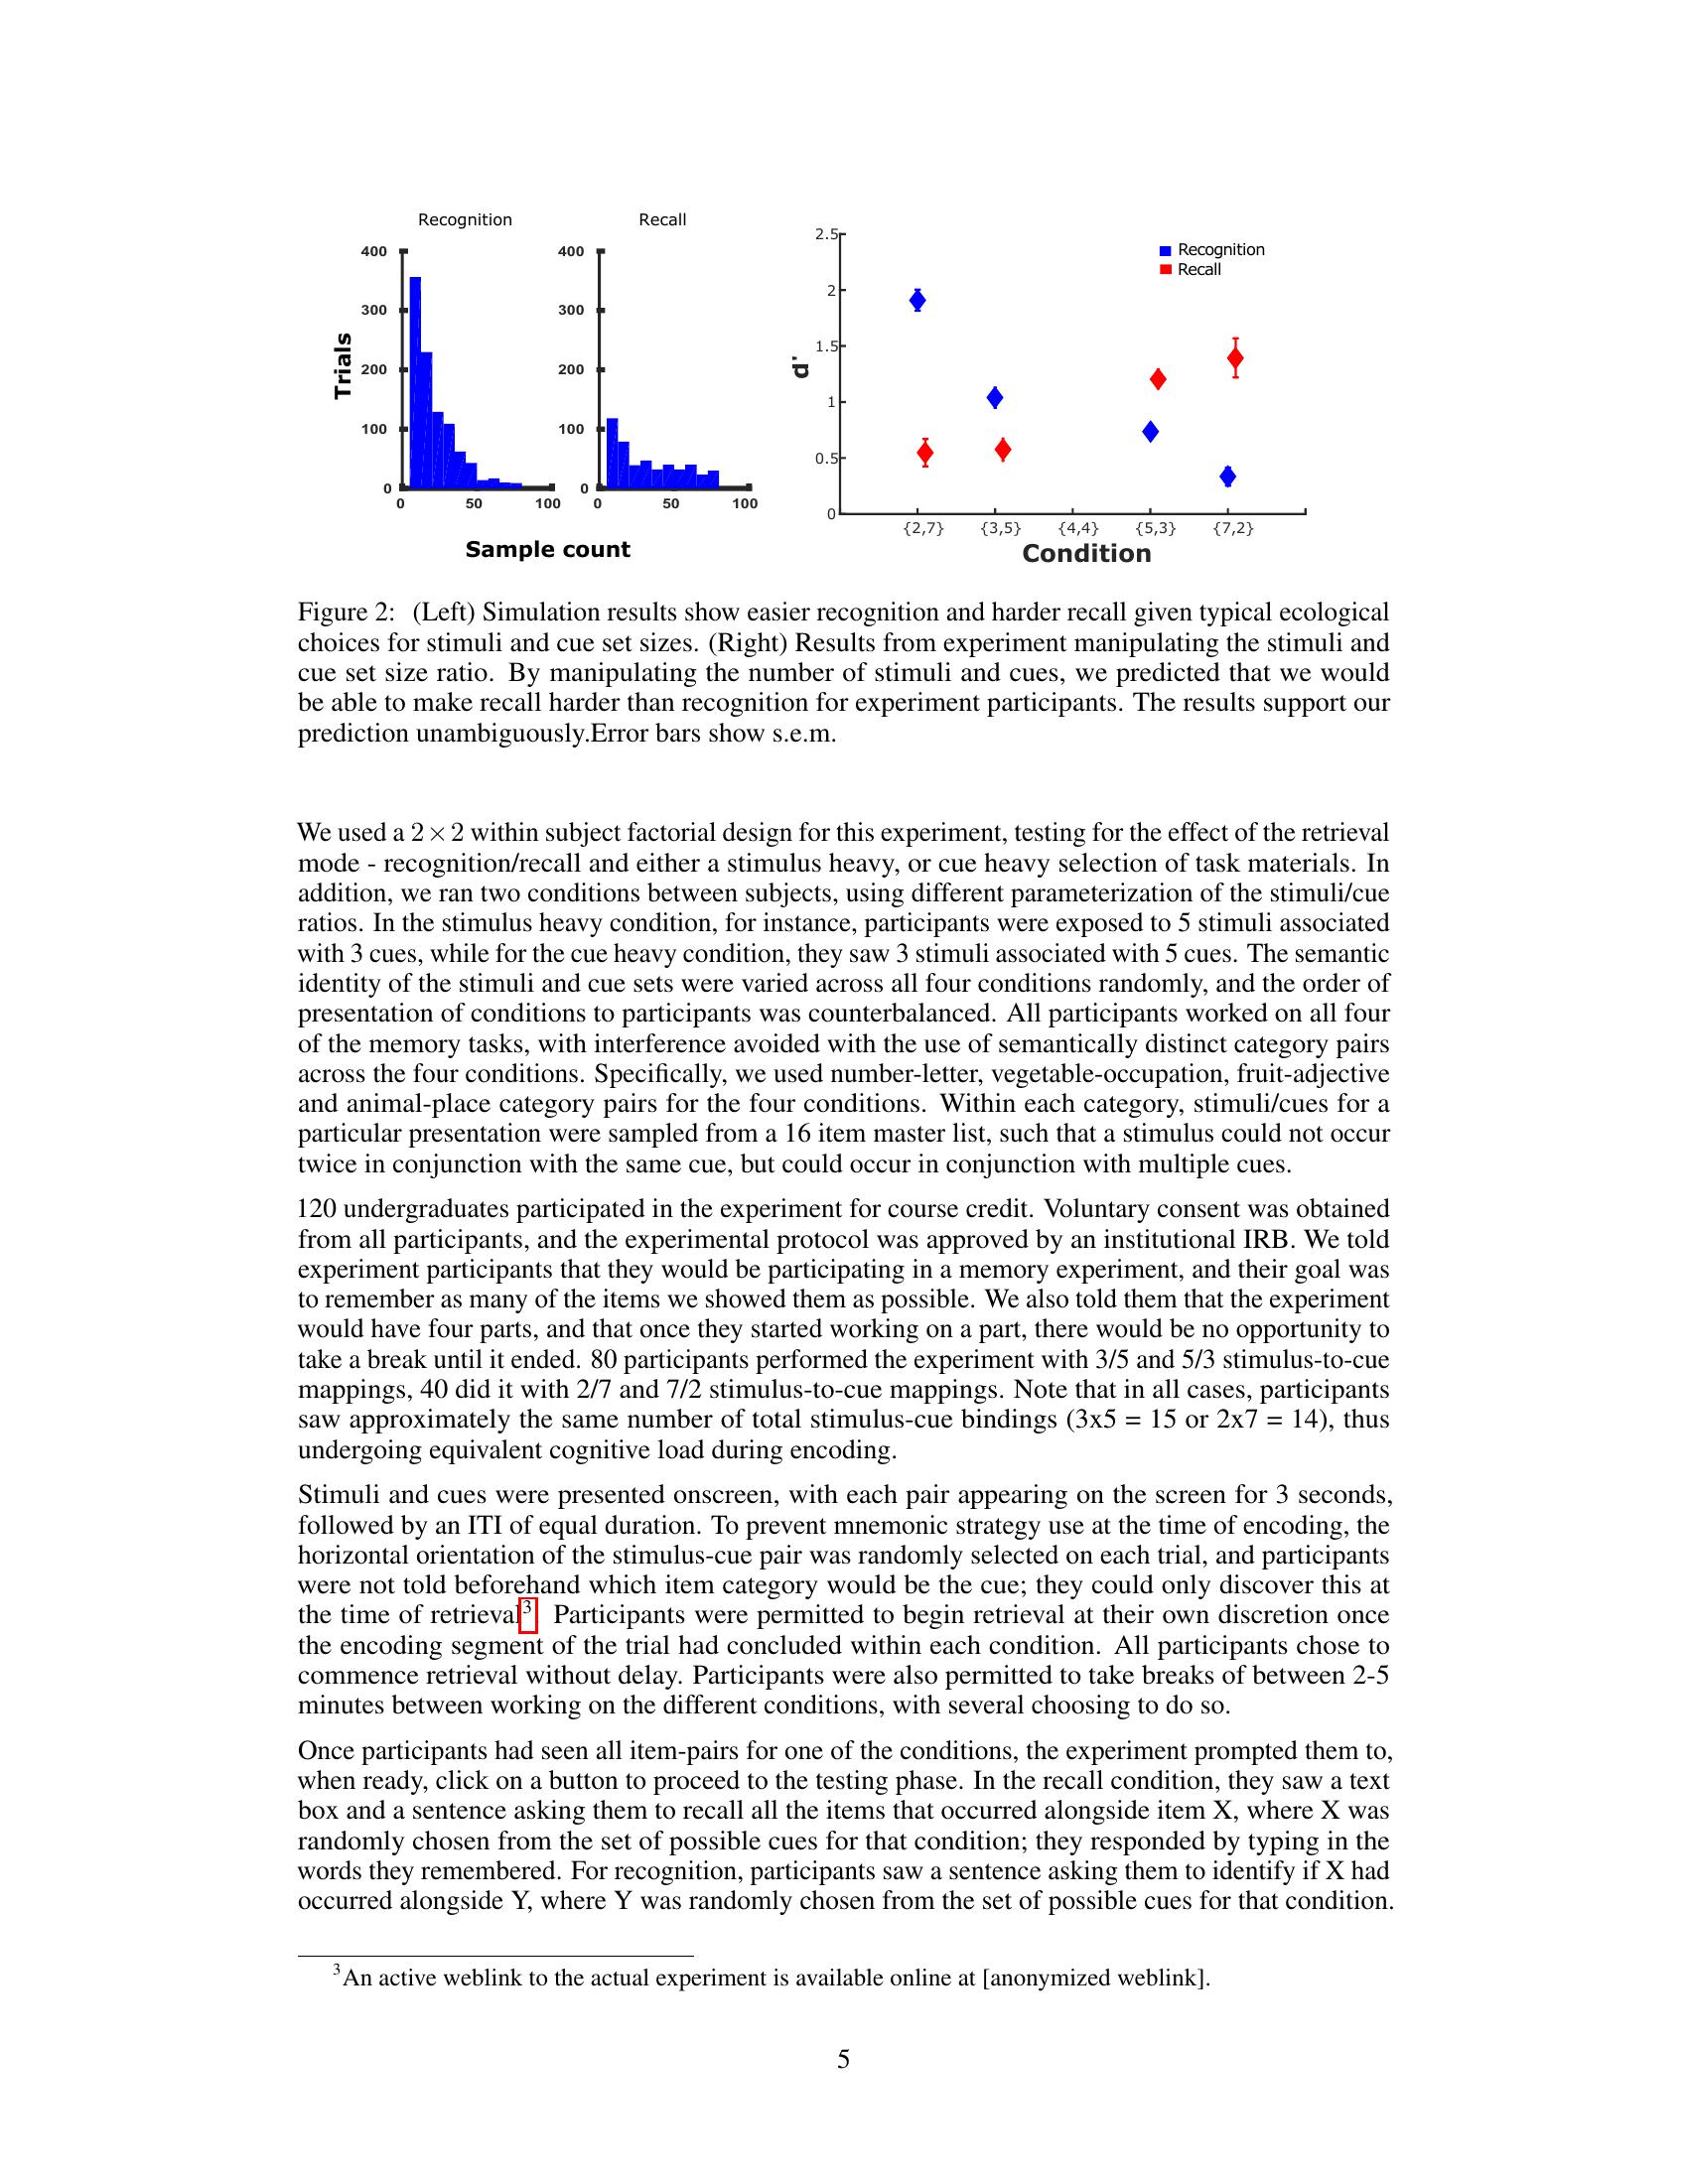 Recognition
Recall
400
300
200
100
0
Trials
0
50
100
400
300
200
100
0
0
50
100
Sample count
2.5
2
1.5
1
0.5
0
d'
Recognition
Recall
{2,7}
{3,5}
{4,4}
{5,3}
{7,2}
Condition
Figure 2: (Left) Simulation results show easier recognition and harder recall given typical ecological
choices for stimuli and cue set sizes. (Right) Results from experiment manipulating the stimuli and
cue set size ratio. By manipulating the number of stimuli and cues, we predicted that we would
be able to make recall harder than recognition for experiment participants. The results support our
prediction unambiguously.Error bars show s.e.m.
We used a 2 × 2 within subject factorial design for this experiment, testing for the effect of the retrieval
mode - recognition/recall and either a stimulus heavy, or cue heavy selection of task materials. In
addition, we ran two conditions between subjects, using different parameterization of the stimuli/cue
ratios. In the stimulus heavy condition, for instance, participants were exposed to 5 stimuli associated
with 3 cues, while for the cue heavy condition, they saw 3 stimuli associated with 5 cues. The semantic
identity of the stimuli and cue sets were varied across all four conditions randomly, and the order of
presentation of conditions to participants was counterbalanced. All participants worked on all four
of the memory tasks, with interference avoided with the use of semantically distinct category pairs
across the four conditions. Specifically, we used number-letter, vegetable-occupation, fruit-adjective
and animal-place category pairs for the four conditions. Within each category, stimuli/cues for a
particular presentation were sampled from a 16 item master list, such that a stimulus could not occur
twice in conjunction with the same cue, but could occur in conjunction with multiple cues.
120 undergraduates participated in the experiment for course credit. Voluntary consent was obtained
from all participants, and the experimental protocol was approved by an institutional IRB. We told
experiment participants that they would be participating in a memory experiment, and their goal was
to remember as many of the items we showed them as possible. We also told them that the experiment
would have four parts, and that once they started working on a part, there would be no opportunity to
take a break until it ended. 80 participants performed the experiment with 3/5 and 5/3 stimulus-to-cue
mappings, 40 did it with 2/7 and 7/2 stimulus-to-cue mappings. Note that in all cases, participants
saw approximately the same number of total stimulus-cue bindings (3x5 = 15 or 2x7 = 14), thus
undergoing equivalent cognitive load during encoding.
Stimuli and cues were presented onscreen, with each pair appearing on the screen for 3 seconds,
followed by an ITI of equal duration. To prevent mnemonic strategy use at the time of encoding, the
horizontal orientation of the stimulus-cue pair was randomly selected on each trial, and participants
were not told beforehand which item category would be the cue; they could only discover this at
the time of retrieval3 Participants were permitted to begin retrieval at their own discretion once
the encoding segment of the trial had concluded within each condition. All participants chose to
commence retrieval without delay. Participants were also permitted to take breaks of between 2-5
minutes between working on the different conditions, with several choosing to do so.
Once participants had seen all item-pairs for one of the conditions, the experiment prompted them to,
when ready, click on a button to proceed to the testing phase. In the recall condition, they saw a text
box and a sentence asking them to recall all the items that occurred alongside item X, where X was
randomly chosen from the set of possible cues for that condition; they responded by typing in the
words they remembered. For recognition, participants saw a sentence asking them to identify if X had
occurred alongside Y, where Y was randomly chosen from the set of possible cues for that condition.
3An active weblink to the actual experiment is available online at [anonymized weblink].
5